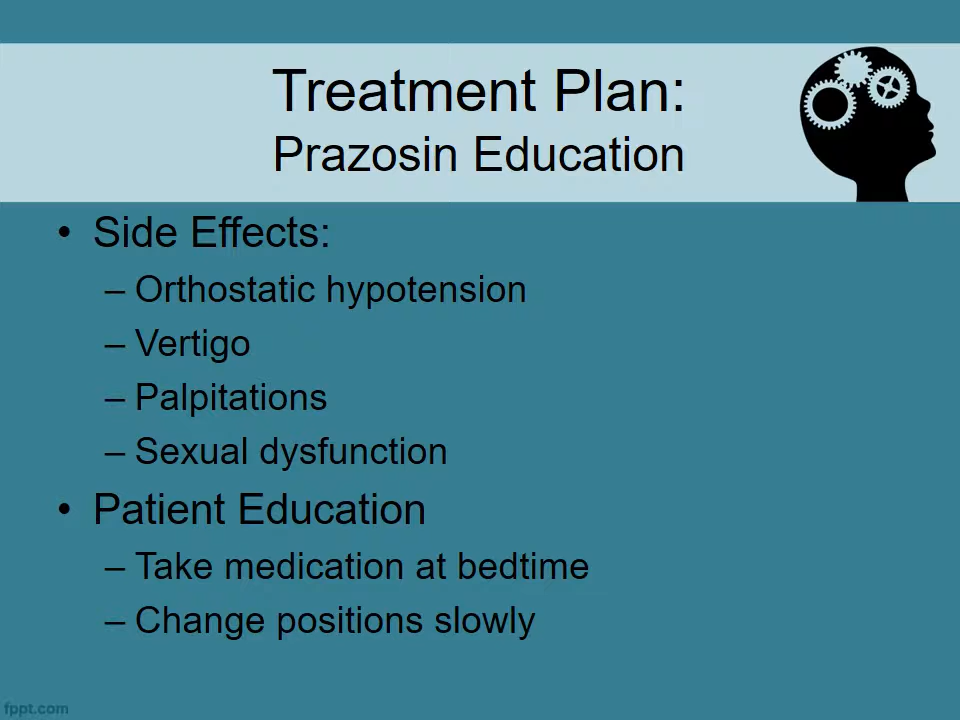 Treatment Plan:
Prazosin Education
• Side Effects:
– Orthostatic hypotension
– Vertigo
– Palpitations
– Sexual dysfunction
• Patient Education
– Take medication at bedtime
– Change positions slowly
fppt.com